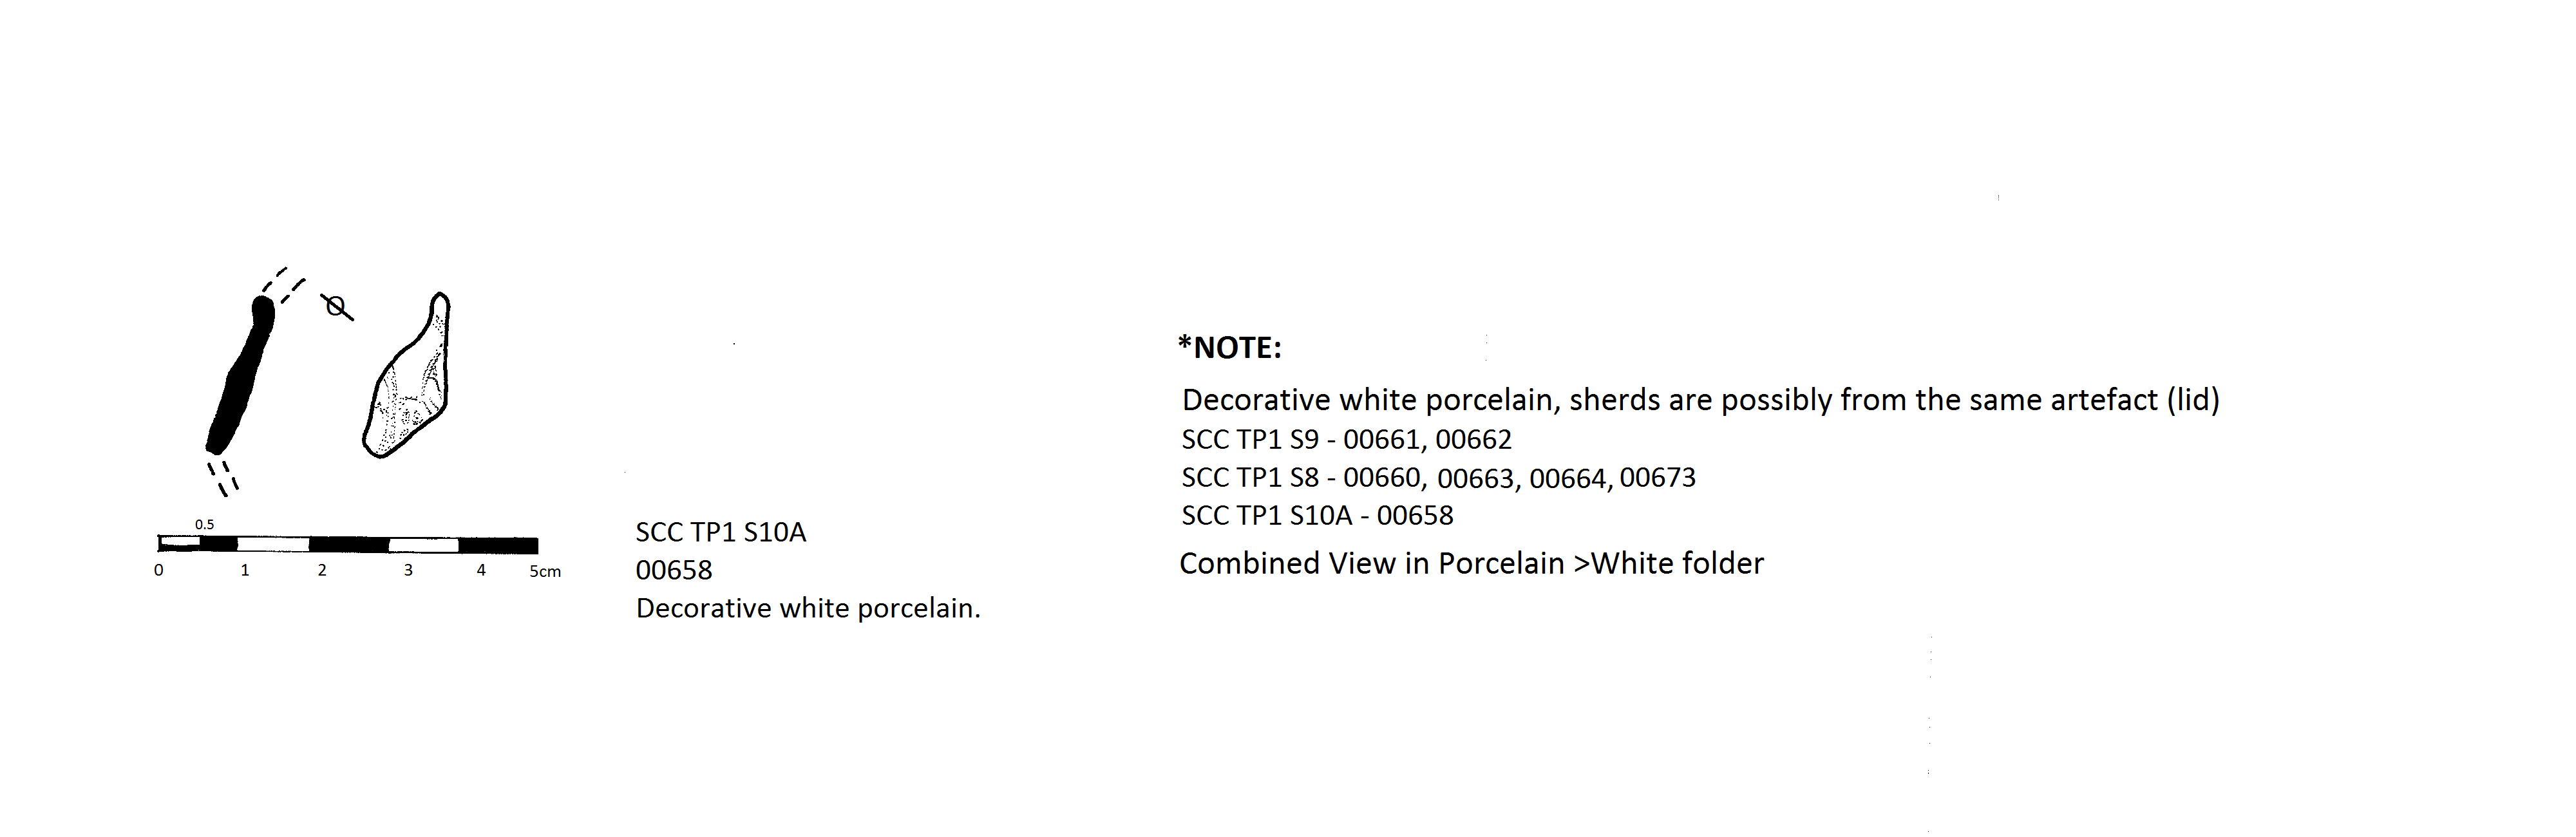 0.5
0 1 2 3 4 5cm
SCC TP1 S10A
00658
Decorative white porcelain.
*NOTE:
Decorative white porcelain, sherds are possibly from the same artefact (lid)
SCC TP1 S9 - 00661, 00662
SCC TP1 S8 - 00660, 00663, 00664, 00673
SCC TP1 S10A - 00658
Combined View in Porcelain >White folder